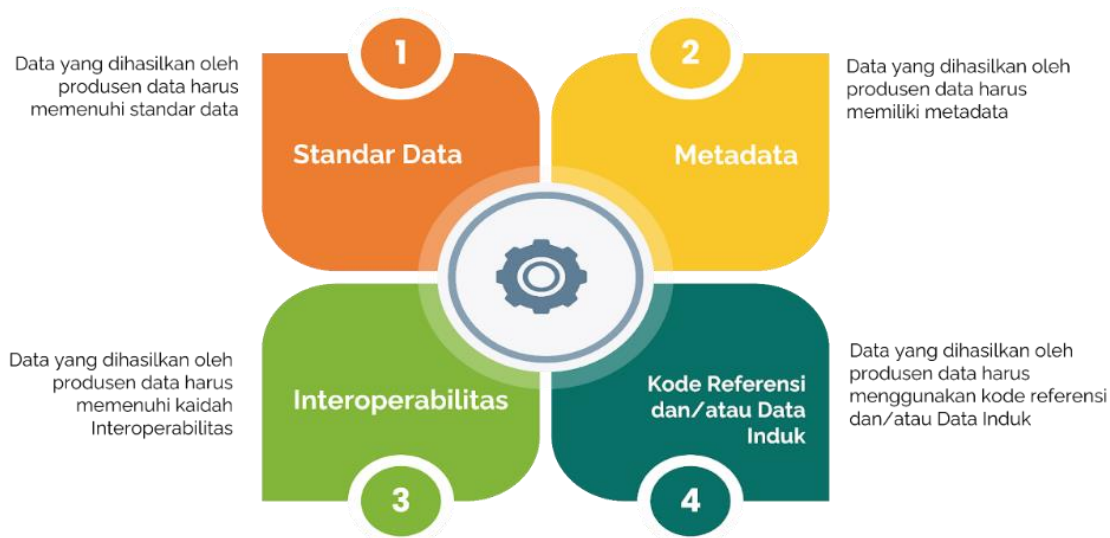 1
Data yang dihasilkan oleh
produsen data harus
memenuhi standar data
Standar Data
2
Data yang dihasilkan oleh
produsen data harus
memiliki metadata
Metadata
Data yang dihasilkan oleh
produsen data harus
memenuhi kaidah
Interoperabilitas
Interoperabilitas
3
Kode Referensi
dan/atau Data
Induk
4
Data yang dihasilkan oleh
produsen data harus
menggunakan kode referensi
dan/atau Data Induk